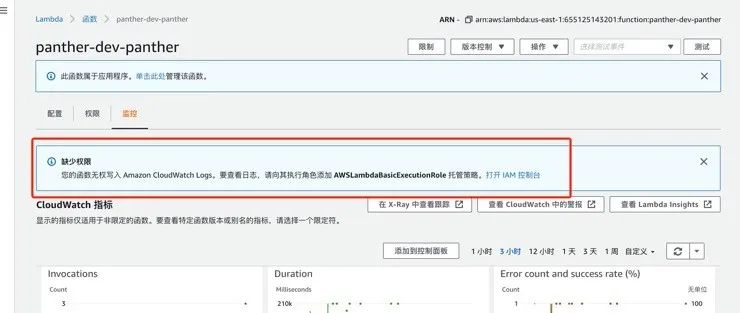 Lambda > 函数 > panther-dev-panther
ARN - arn:aws:lambda:us-east-1:655125143201:function:panther-dev-panther
panther-dev-panther
限制 版本控制 操作 选择测试事件 测试
此函数属于应用程序。单击此处管理该函数。
配置 权限 监控
缺少权限
您的函数无权写入 Amazon CloudWatch Logs。要查看日志，请向其执行角色添加 AWSLambdaBasicExecutionRole 托管策略。打开 IAM 控制台
CloudWatch 指标
在 X-Ray 中查看跟踪 查看 CloudWatch 中的警报 查看 Lambda Insights
显示的指标仅适用于非限定的函数。要查看特定函数版本或别名的指标，请选择一个限定符。
添加到控制面板 1 小时 3 小时 12 小时 1 天 3 天 1 周 自定义
Invocations Duration Error count and success rate (%)
Count Milliseconds Count 无单位
3 210k 1 100